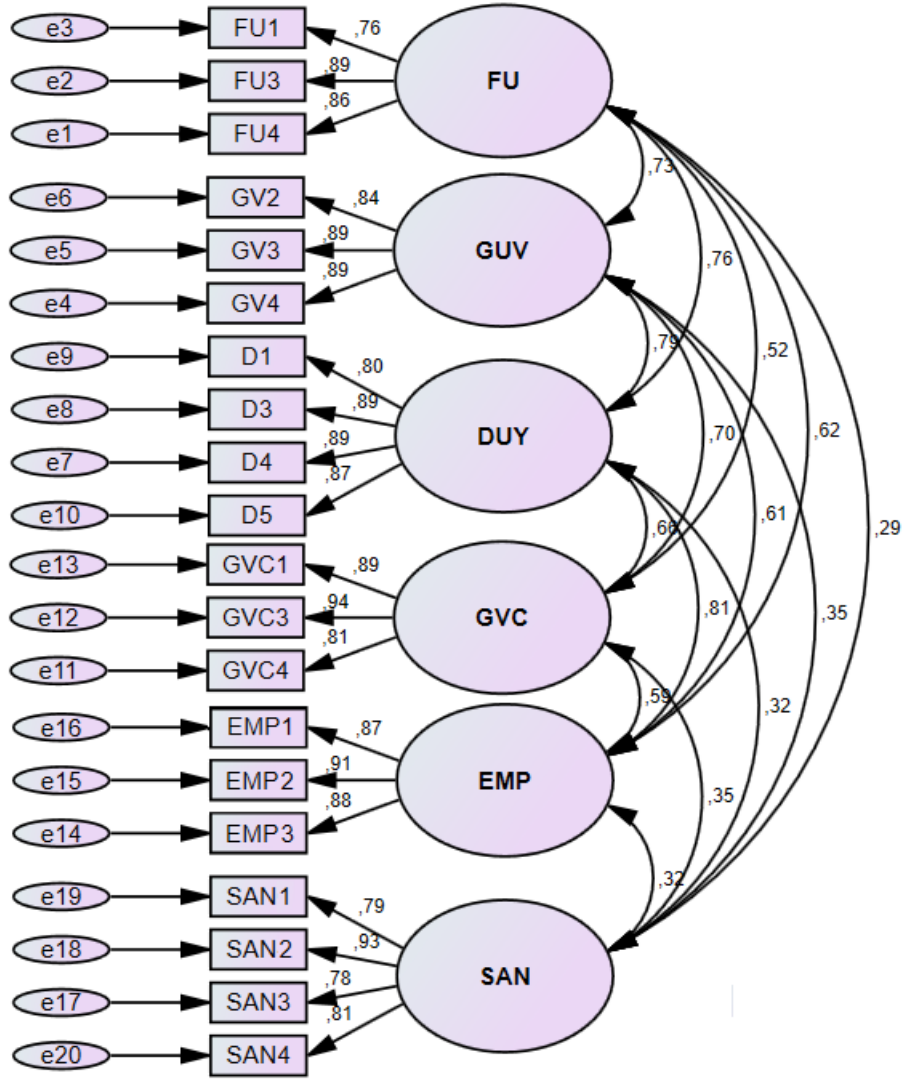 e3 FU1 ,76
e2 FU3 ,89 FU
e1 FU4 ,86
,73
e6 GV2 ,84
e5 GV3 ,89 GUV ,76
e4 GV4 ,89
e9 D1 ,80 ,79 ,52
e8 D3 ,89
e7 D4 ,89 DUY ,70 ,62
e10 D5 ,87
,66 ,61 ,29
e13 GVC1 ,89
e12 GVC3 ,94 GVC ,81 ,35
e11 GVC4 ,81
,59 ,32
e16 EMP1 ,87
e15 EMP2 ,91 EMP ,35
e14 EMP3 ,88
,32
e19 SAN1 ,79
e18 SAN2 ,93 SAN
e17 SAN3 ,78
e20 SAN4 ,81